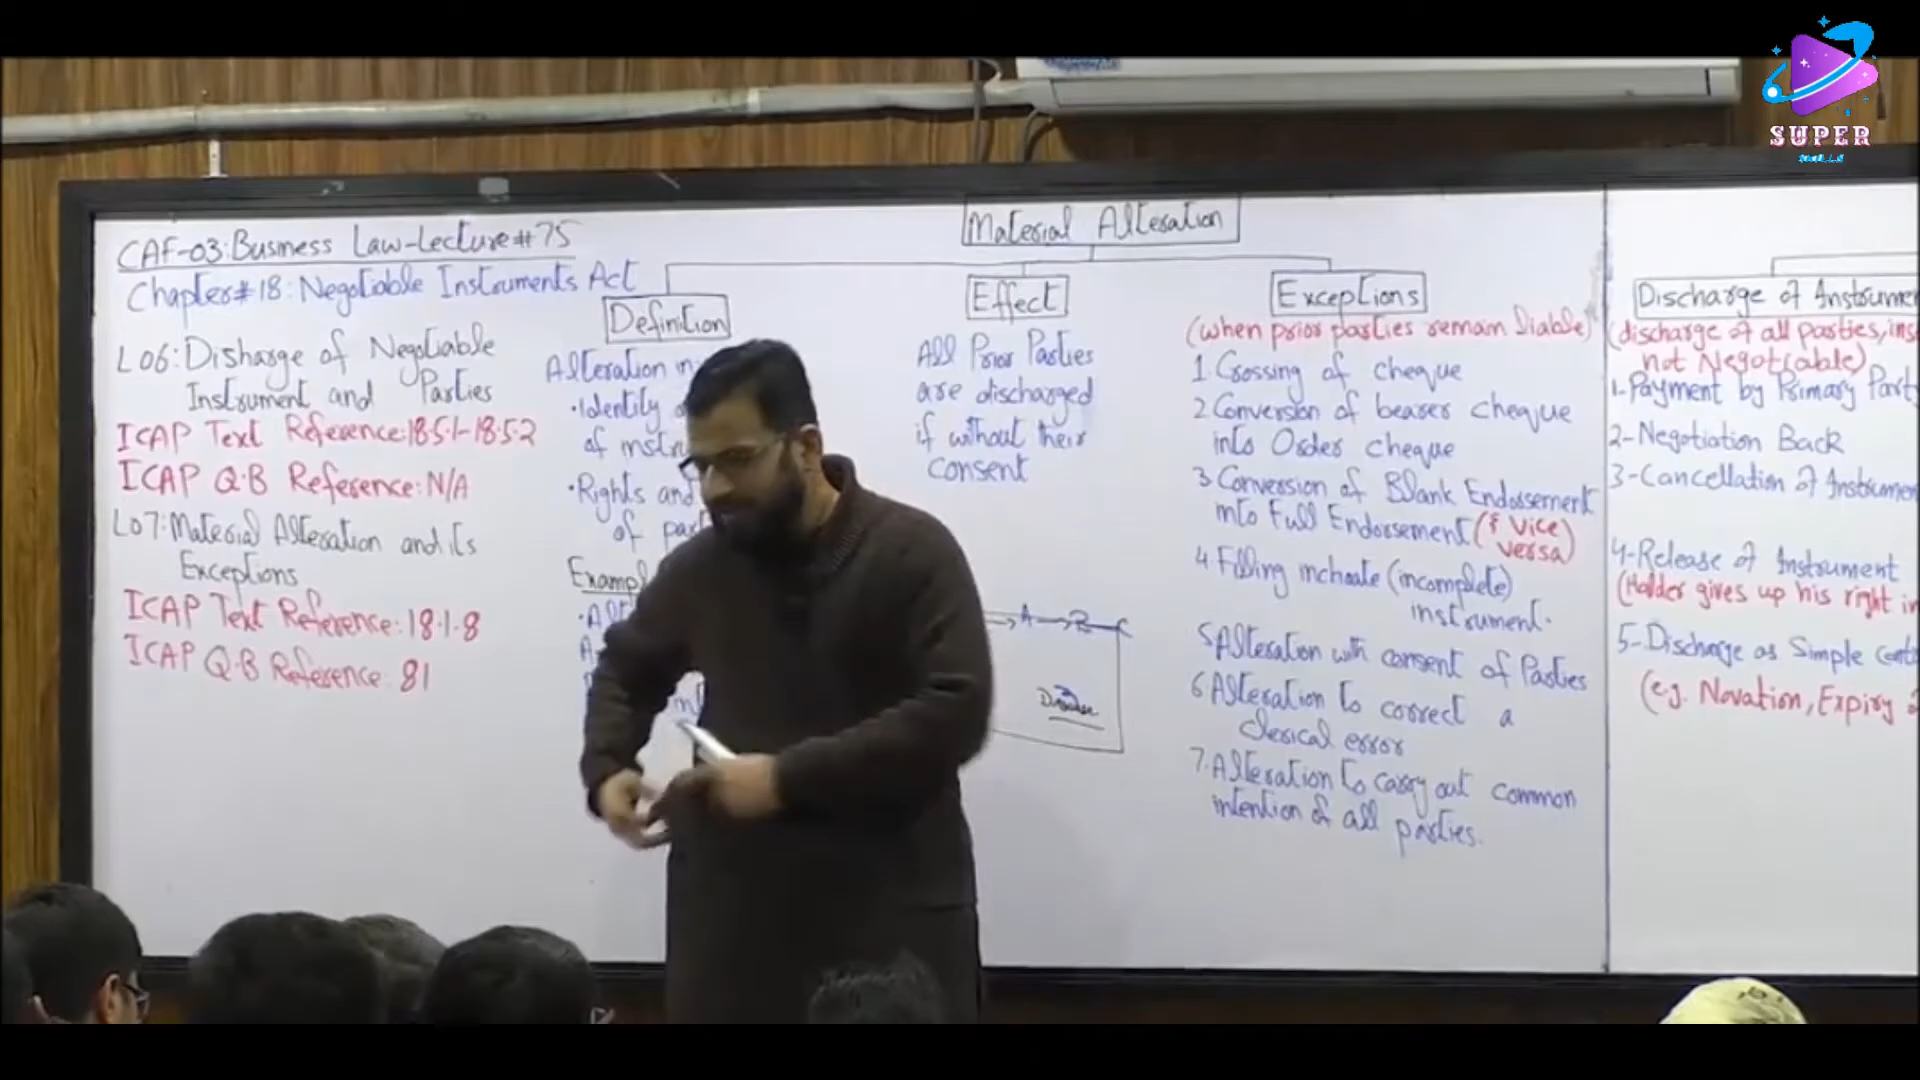 SUPER
SKILLS
CAF-03: Business Law-Lecture#75
Chapter#18: Negotiable Instruments Act
LO6: Disharge of Negotiable
Instrument and Parties
ICAP Text Reference: 18.5.1-18.5.2
ICAP Q.B Reference: N/A
LO7: Material Alteration and its
Exceptions
ICAP Text Reference: 18.1.8
ICAP Q.B Reference: 81
Material Alteration
Definition
Alteration in
•Identity
of instru
•Rights and
of part
Exampl
Effect
All Prior Parties
are discharged
if without their
consent
A B C
Drawer
Exceptions
(when prior parties remain liable)
1.Crossing of cheque
2.Conversion of bearer cheque
into Order cheque
3.Conversion of Blank Endorsement
into Full Endorsement (& Vice
versa)
4.Filling inchoate (incomplete)
instrument.
5.Alteration with consent of Parties
6.Alteration to correct a
clerical error
7.Alteration to carry out common
intention of all parties.
Discharge of Instrume
(discharge of all parties, ins
not Negotiable)
1-Payment by Primary Party
2-Negotiation Back
3-Cancellation of Instrumen
4-Release of Instrument
(Holder gives up his right in
5-Discharge as Simple cont
(e.g. Novation, Expiry